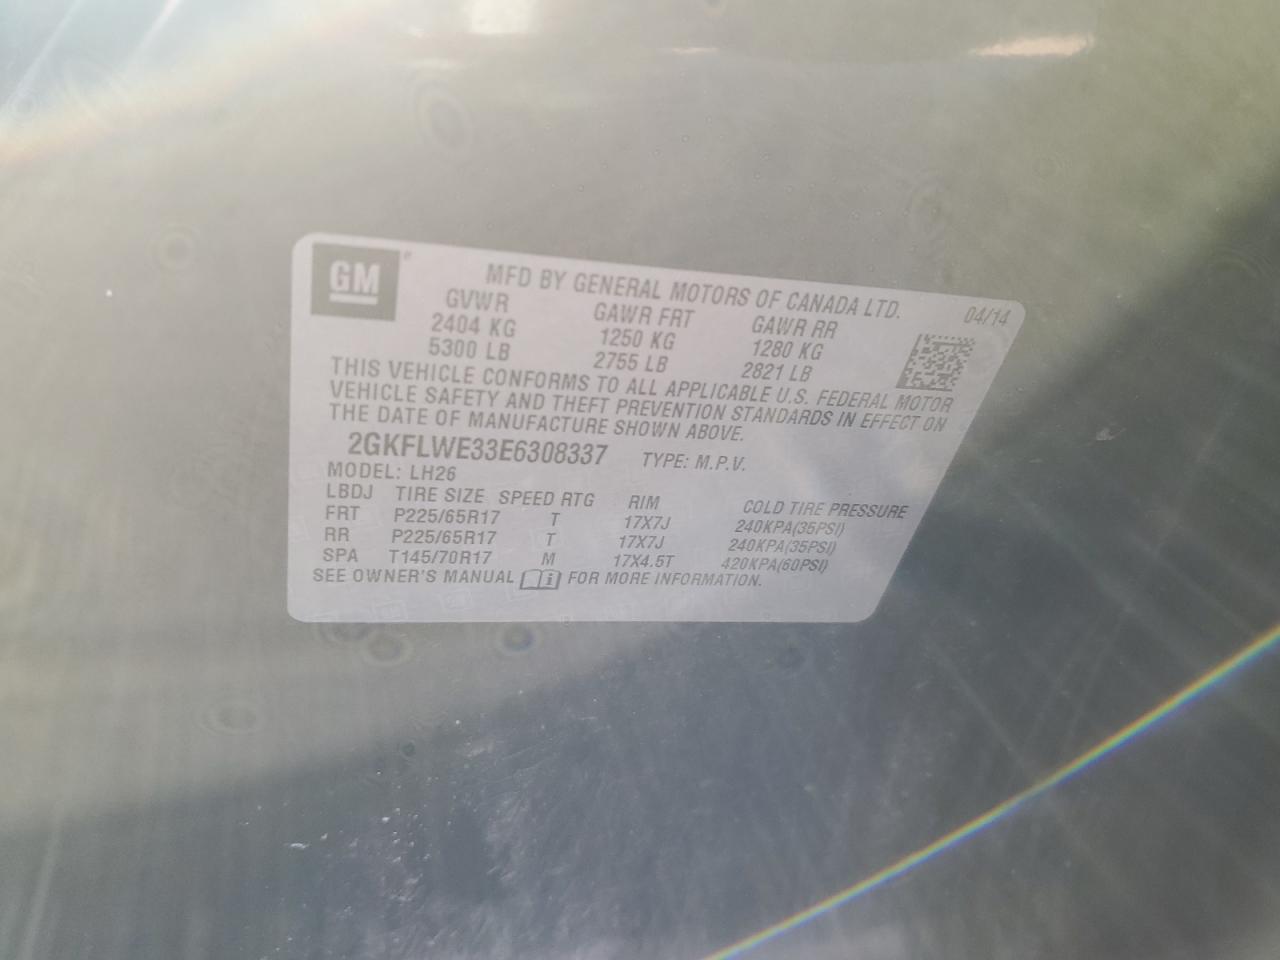 GM
MFD BY GENERAL MOTORS OF CANADA LTD. 04/14
GVWR GAWR FRT GAWR RR
2404 KG 1250 KG 1280 KG
5300 LB 2755 LB 2821 LB
THIS VEHICLE CONFORMS TO ALL APPLICABLE U.S. FEDERAL MOTOR
VEHICLE SAFETY AND THEFT PREVENTION STANDARDS IN EFFECT ON
THE DATE OF MANUFACTURE SHOWN ABOVE.
2GKFLWE33E6308337 TYPE: M.P.V.
MODEL: LH26
LBDJ TIRE SIZE SPEED RTG RIM COLD TIRE PRESSURE
FRT P225/65R17 T 17X7J 240KPA(35PSI)
RR P225/65R17 T 17X7J 240KPA(35PSI)
SPA T145/70R17 M 17X4.5T 420KPA(60PSI)
SEE OWNER'S MANUAL i FOR MORE INFORMATION.